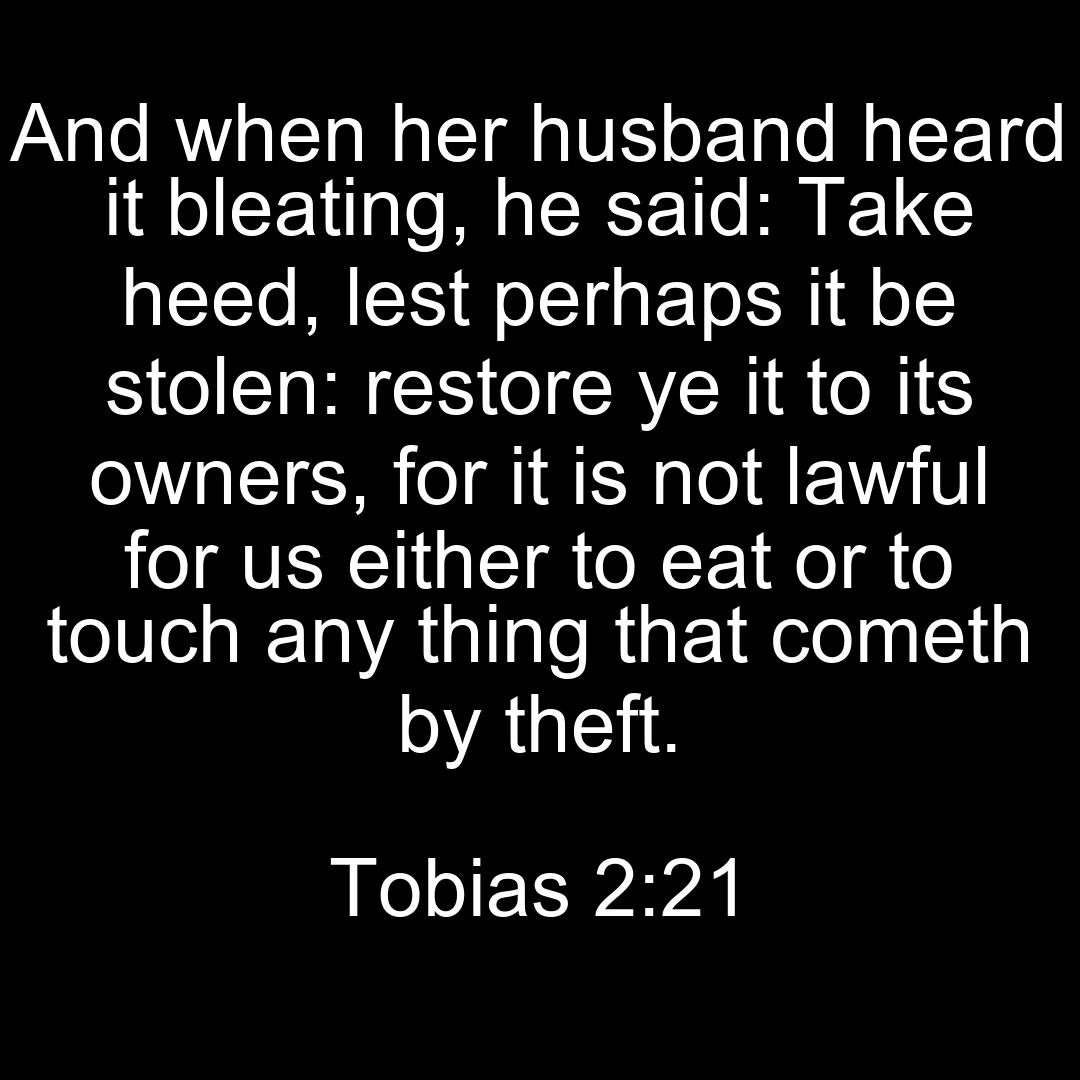 And when her husband heard
it bleating, he said: Take
heed, lest perhaps it be
stolen: restore ye it to its
owners, for it is not lawful
for us either to eat or to
touch any thing that cometh
by theft.
Tobias 2:21